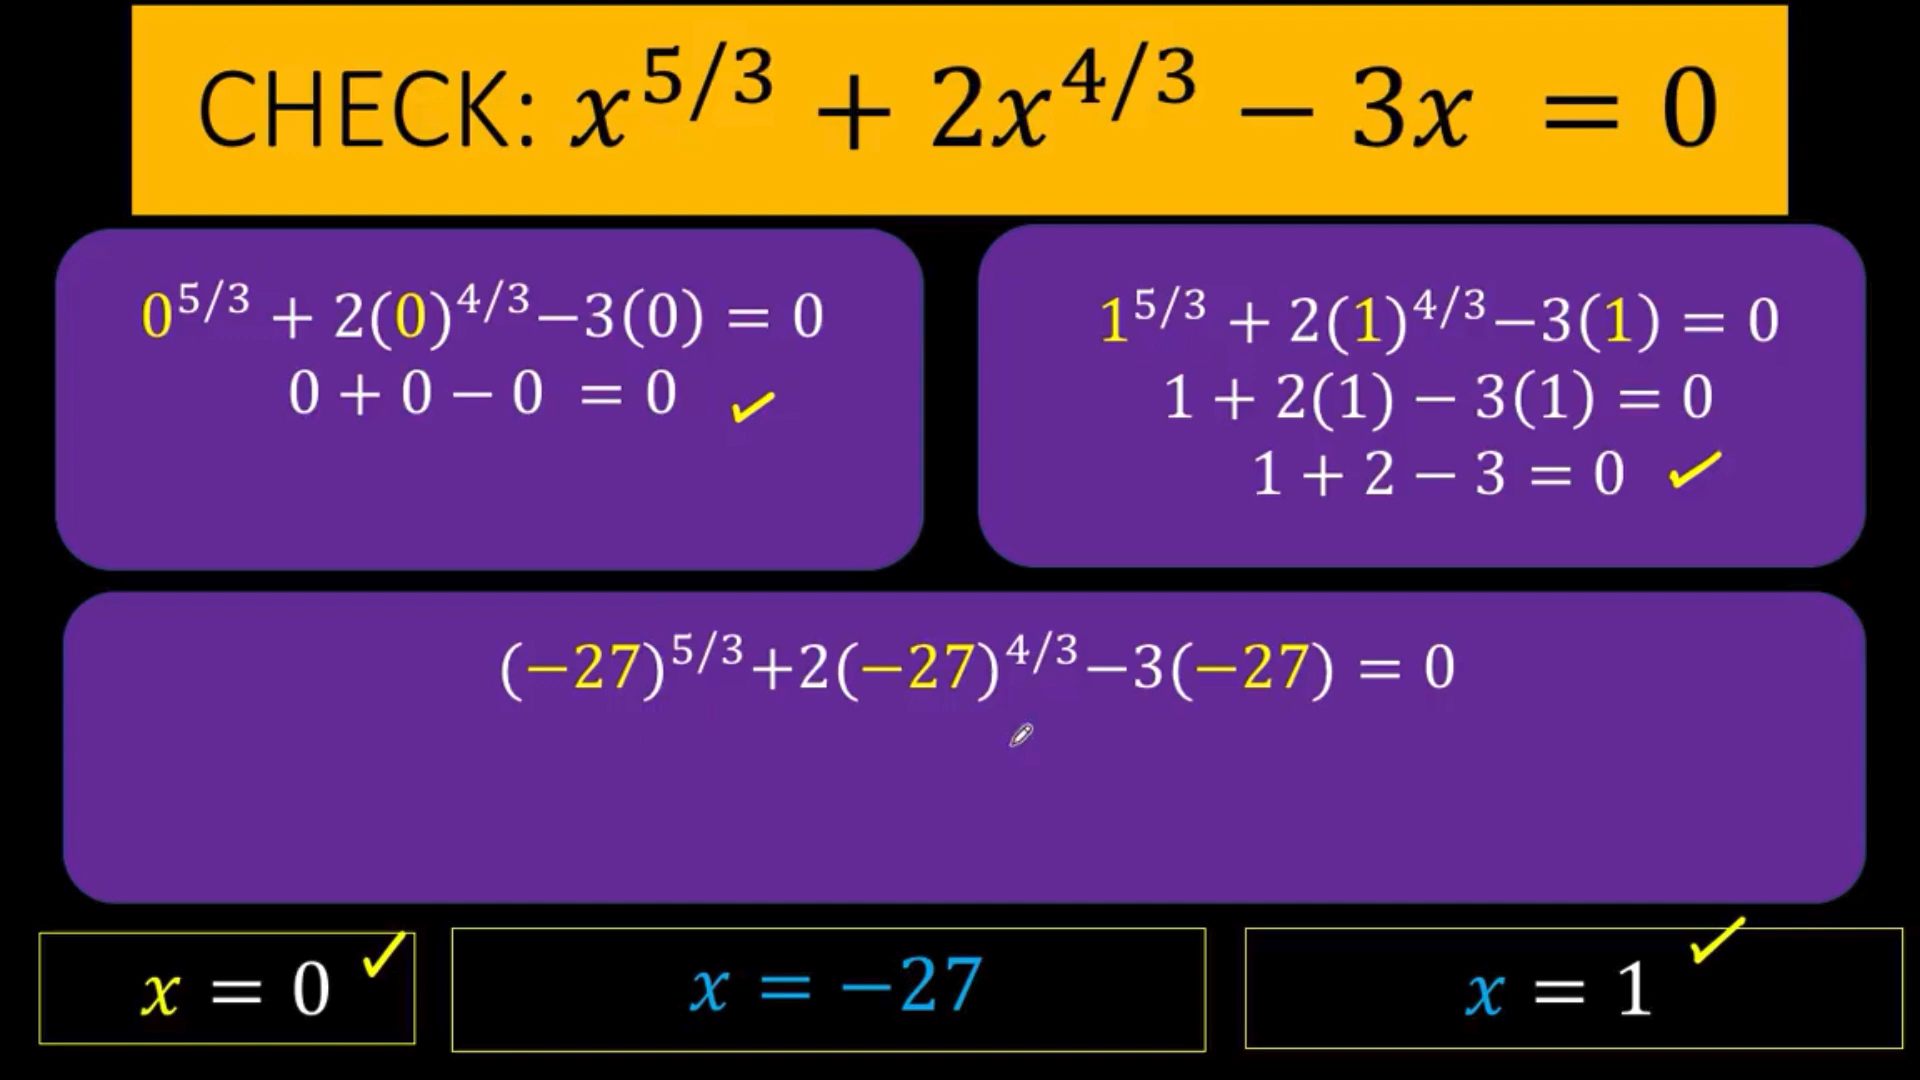 CHECK: x^{5/3} + 2x^{4/3} − 3x = 0
0^{5/3} + 2(0)^{4/3}−3(0) = 0
0 + 0 − 0 = 0 ✓
1^{5/3} + 2(1)^{4/3}−3(1) = 0
1 + 2(1) − 3(1) = 0
1 + 2 − 3 = 0 ✓
(−27)^{5/3}+2(−27)^{4/3}−3(−27) = 0
x = 0 ✓
x = −27
x = 1 ✓